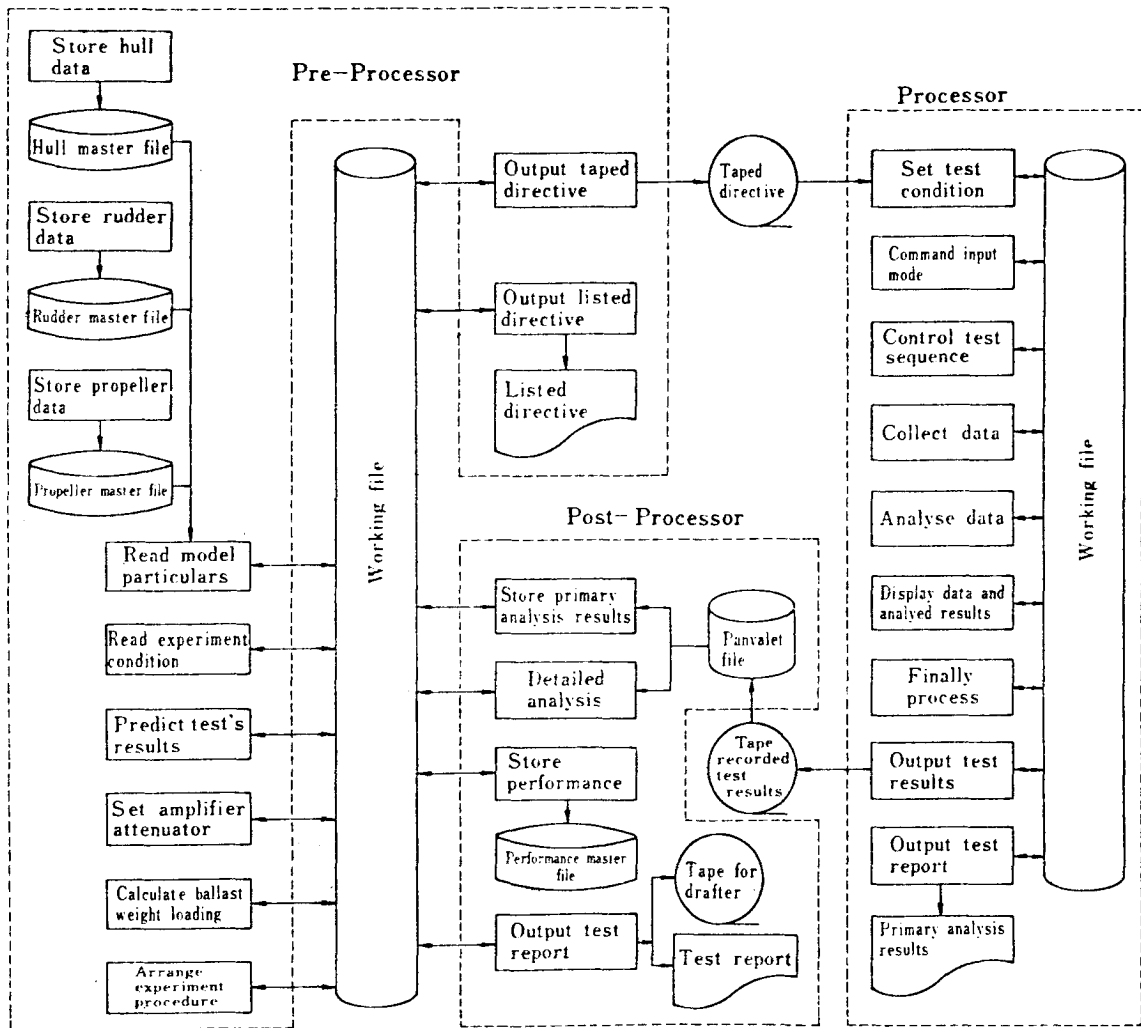 Store hull
data
Hull master file
Store rudder
data
Rudder master file
Store propeller
data
Propeller master file
Read model
particulars
Read experiment
condition
Predict test's
results
Set amplifier
attenuator
Calculate ballast
weight loading
Arrange
experiment
procedure
Pre-Processor
Working file
Output taped
directive
Taped
directive
Output listed
directive
Listed
directive
Post-Processor
Store primary
analysis results
Detailed
analysis
Panvalet
file
Store
performance
Tape
recorded
test
results
Performance master
file
Output test
report
Tape for
drafter
Test report
Processor
Set test
condition
Command input
mode
Control test
sequence
Collect data
Analyse data
Display data and
analyed results
Finally
process
Output test
results
Output test
report
Primary analysis
results
Working file